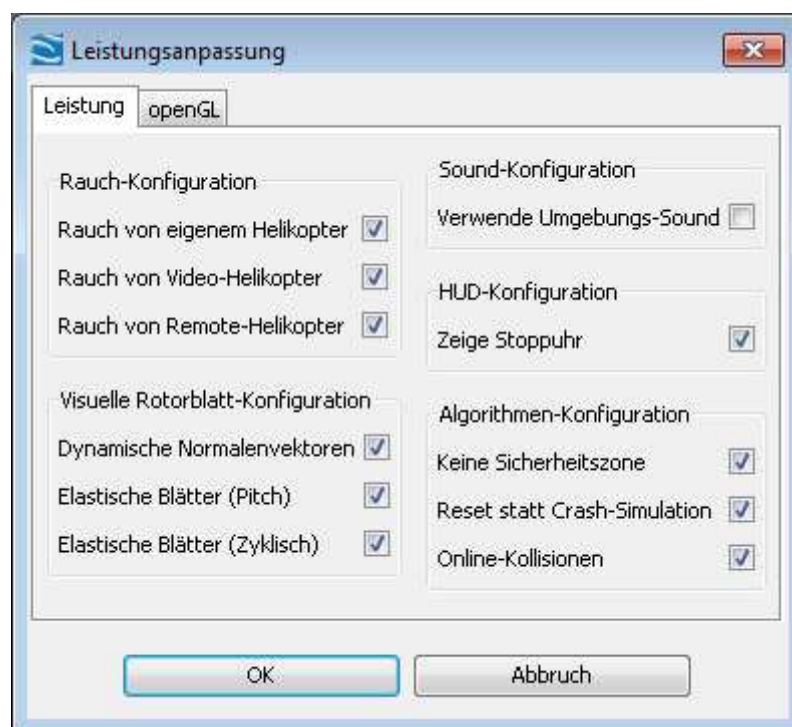 Leistungsanpassung
Leistung
openGL
Rauch-Konfiguration
Rauch von eigenem Helikopter
Rauch von Video-Helikopter
Rauch von Remote-Helikopter
Visuelle Rotorblatt-Konfiguration
Dynamische Normalenvektoren
Elastische Blätter (Pitch)
Elastische Blätter (Zyklisch)
Sound-Konfiguration
Verwende Umgebungs-Sound
HUD-Konfiguration
Zeige Stoppuhr
Algorithmen-Konfiguration
Keine Sicherheitszone
Reset statt Crash-Simulation
Online-Kollisionen
OK
Abbruch